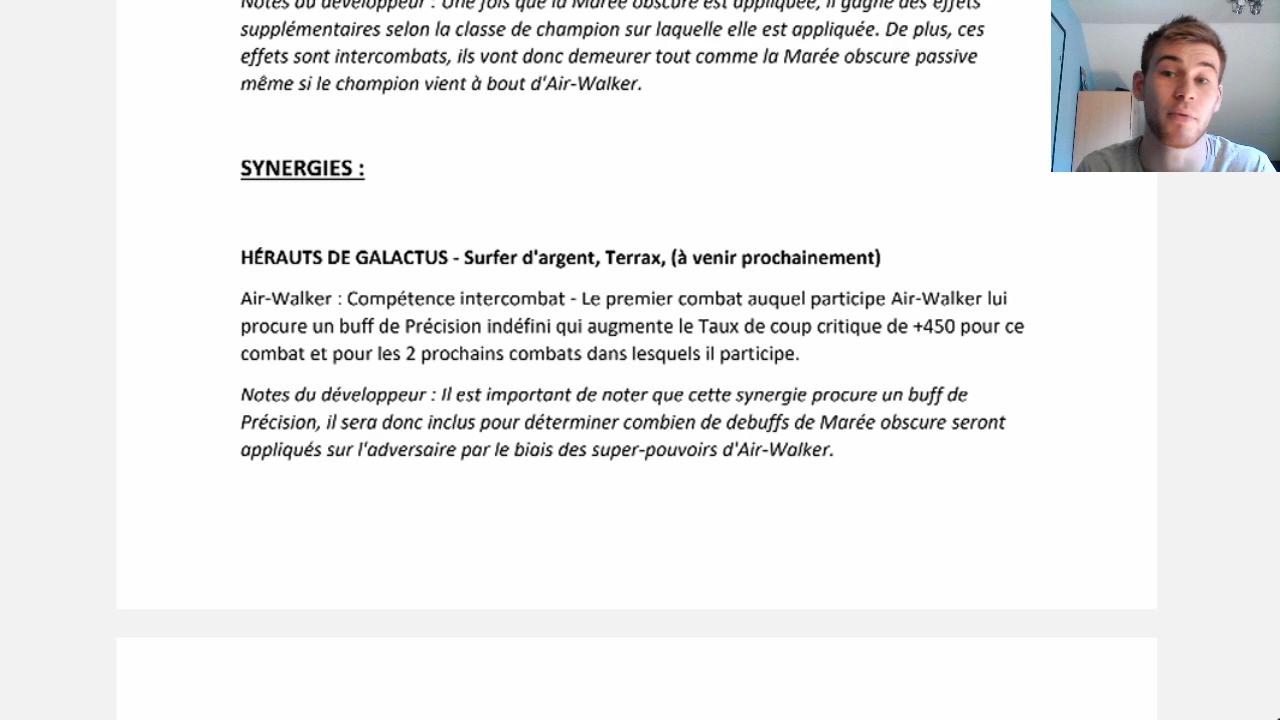 Notes du développeur : Une fois que la Marée obscure est appliquée, il gagne des effets
supplémentaires selon la classe de champion sur laquelle elle est appliquée. De plus, ces
effets sont intercombats, ils vont donc demeurer tout comme la Marée obscure passive
même si le champion vient à bout d'Air-Walker.
SYNERGIES :
HÉRAUTS DE GALACTUS - Surfer d'argent, Terrax, (à venir prochainement)
Air-Walker : Compétence intercombat - Le premier combat auquel participe Air-Walker lui
procure un buff de Précision indéfini qui augmente le Taux de coup critique de +450 pour ce
combat et pour les 2 prochains combats dans lesquels il participe.
Notes du développeur : Il est important de noter que cette synergie procure un buff de
Précision, il sera donc inclus pour déterminer combien de debuffs de Marée obscure seront
appliqués sur l'adversaire par le biais des super-pouvoirs d'Air-Walker.